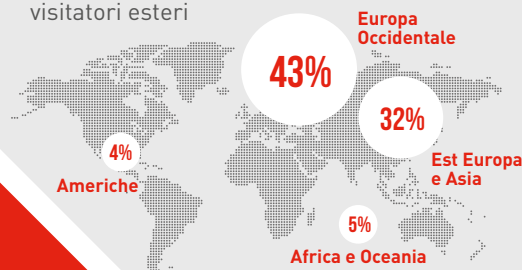 visitatori esteri
Europa
Occidentale
43%
32%
Est Europa
e Asia
4%
Americhe
5%
Africa e Oceania